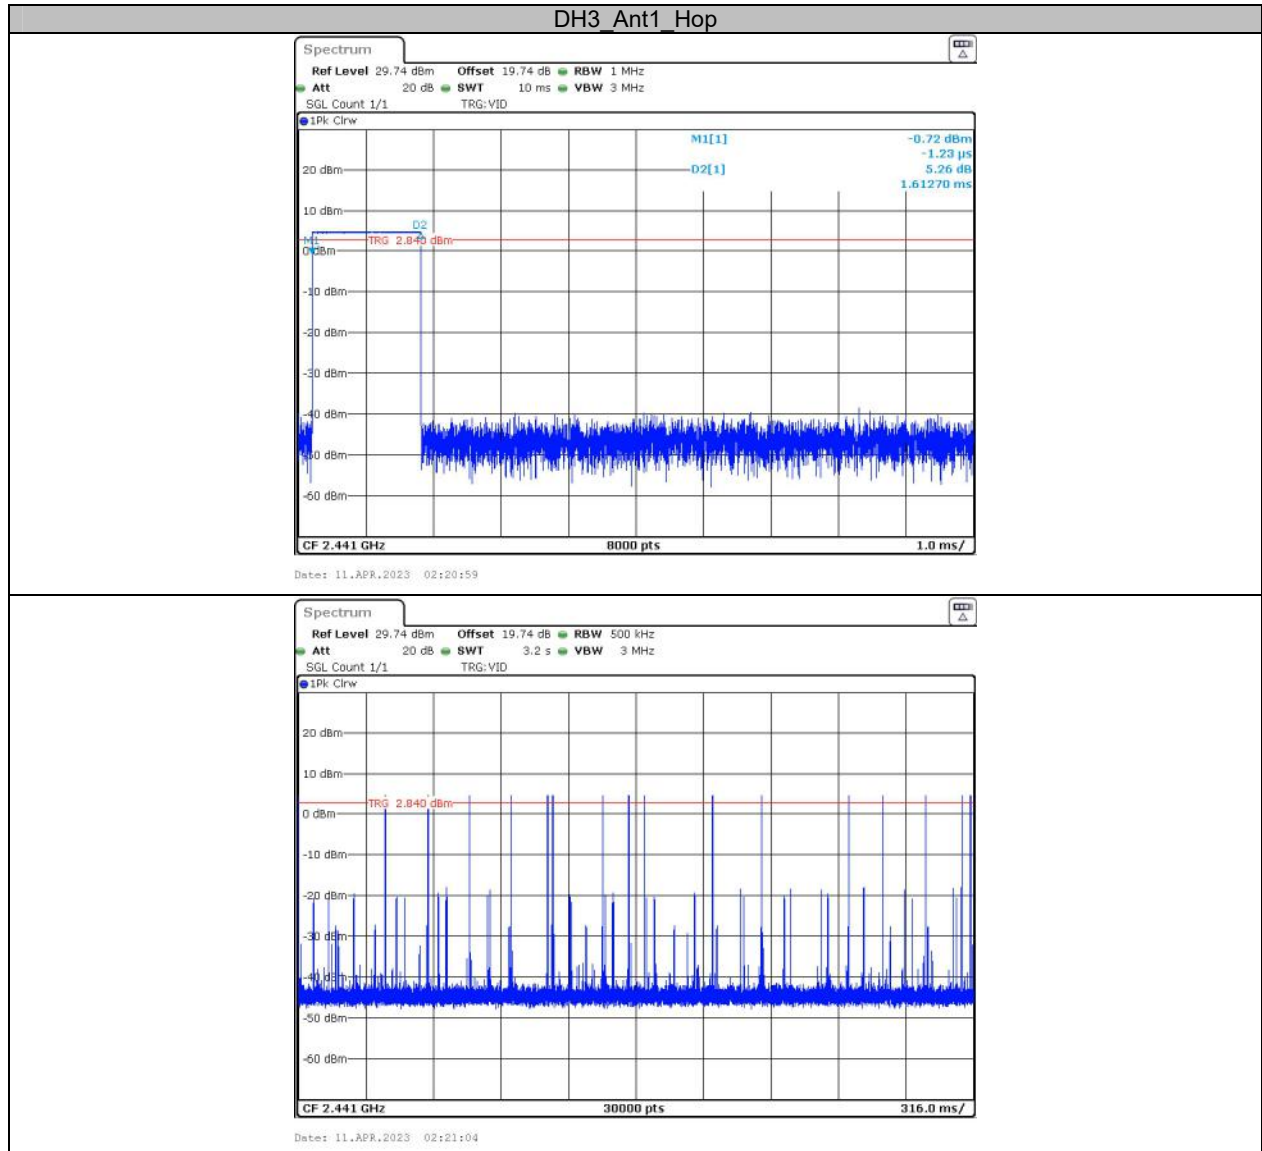 DH3_Ant1_Hop
Spectrum
Ref Level 29.74 dBm Offset 19.74 dB RBW 1 MHz
Att 20 dB SWT 10 ms VBW 3 MHz
SGL Count 1/1 TRG:VID
1Pk Clrw
M1[1] -0.72 dBm
-1.23 µs
D2[1] 5.26 dB
1.61270 ms
20 dBm
10 dBm
D2
M1
TRG 2.840 dBm
0 dBm
-10 dBm
-20 dBm
-30 dBm
-40 dBm
-50 dBm
-60 dBm
CF 2.441 GHz 8000 pts 1.0 ms/
Date: 11.APR.2023 02:20:59
Spectrum
Ref Level 29.74 dBm Offset 19.74 dB RBW 500 kHz
Att 20 dB SWT 3.2 s VBW 3 MHz
SGL Count 1/1 TRG:VID
1Pk Clrw
20 dBm
10 dBm
TRG 2.840 dBm
0 dBm
-10 dBm
-20 dBm
-30 dBm
-40 dBm
-50 dBm
-60 dBm
CF 2.441 GHz 30000 pts 316.0 ms/
Date: 11.APR.2023 02:21:04